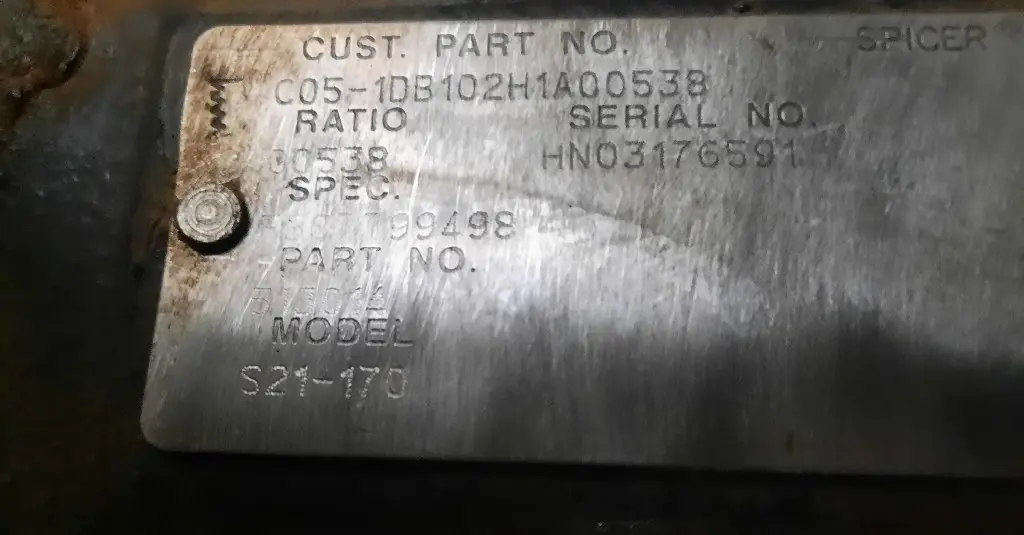 CUST. PART NO. SPICER
C05-1DB102H1A00538
RATIO SERIAL NO.
00538 HN03176591
SPEC.
PART NO.
MODEL
S21-170